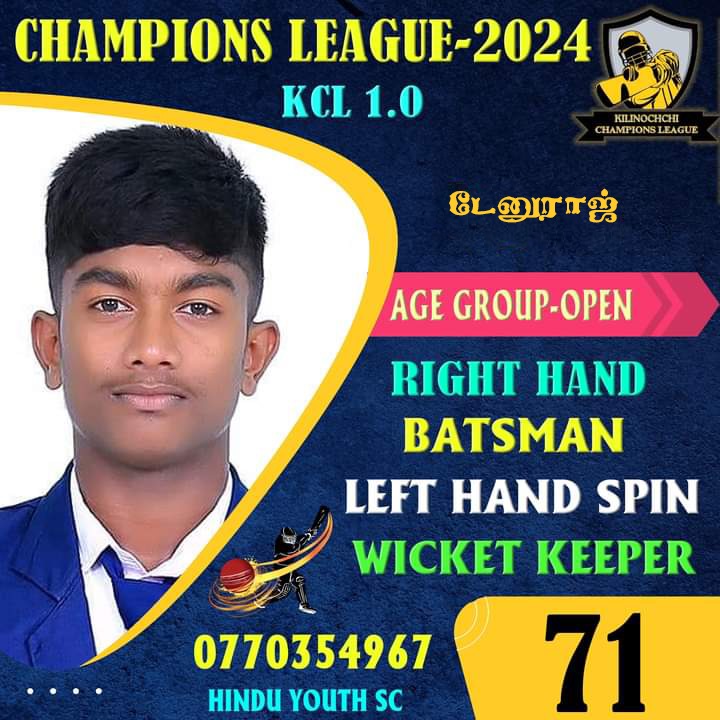 CHAMPIONS LEAGUE-2024
KCL 1.0
KILINOCHCHI
CHAMPIONS LEAGUE
டேனுராஜ்
AGE GROUP-OPEN
RIGHT HAND
BATSMAN
LEFT HAND SPIN
WICKET KEEPER
0770354967
HINDU YOUTH SC
71